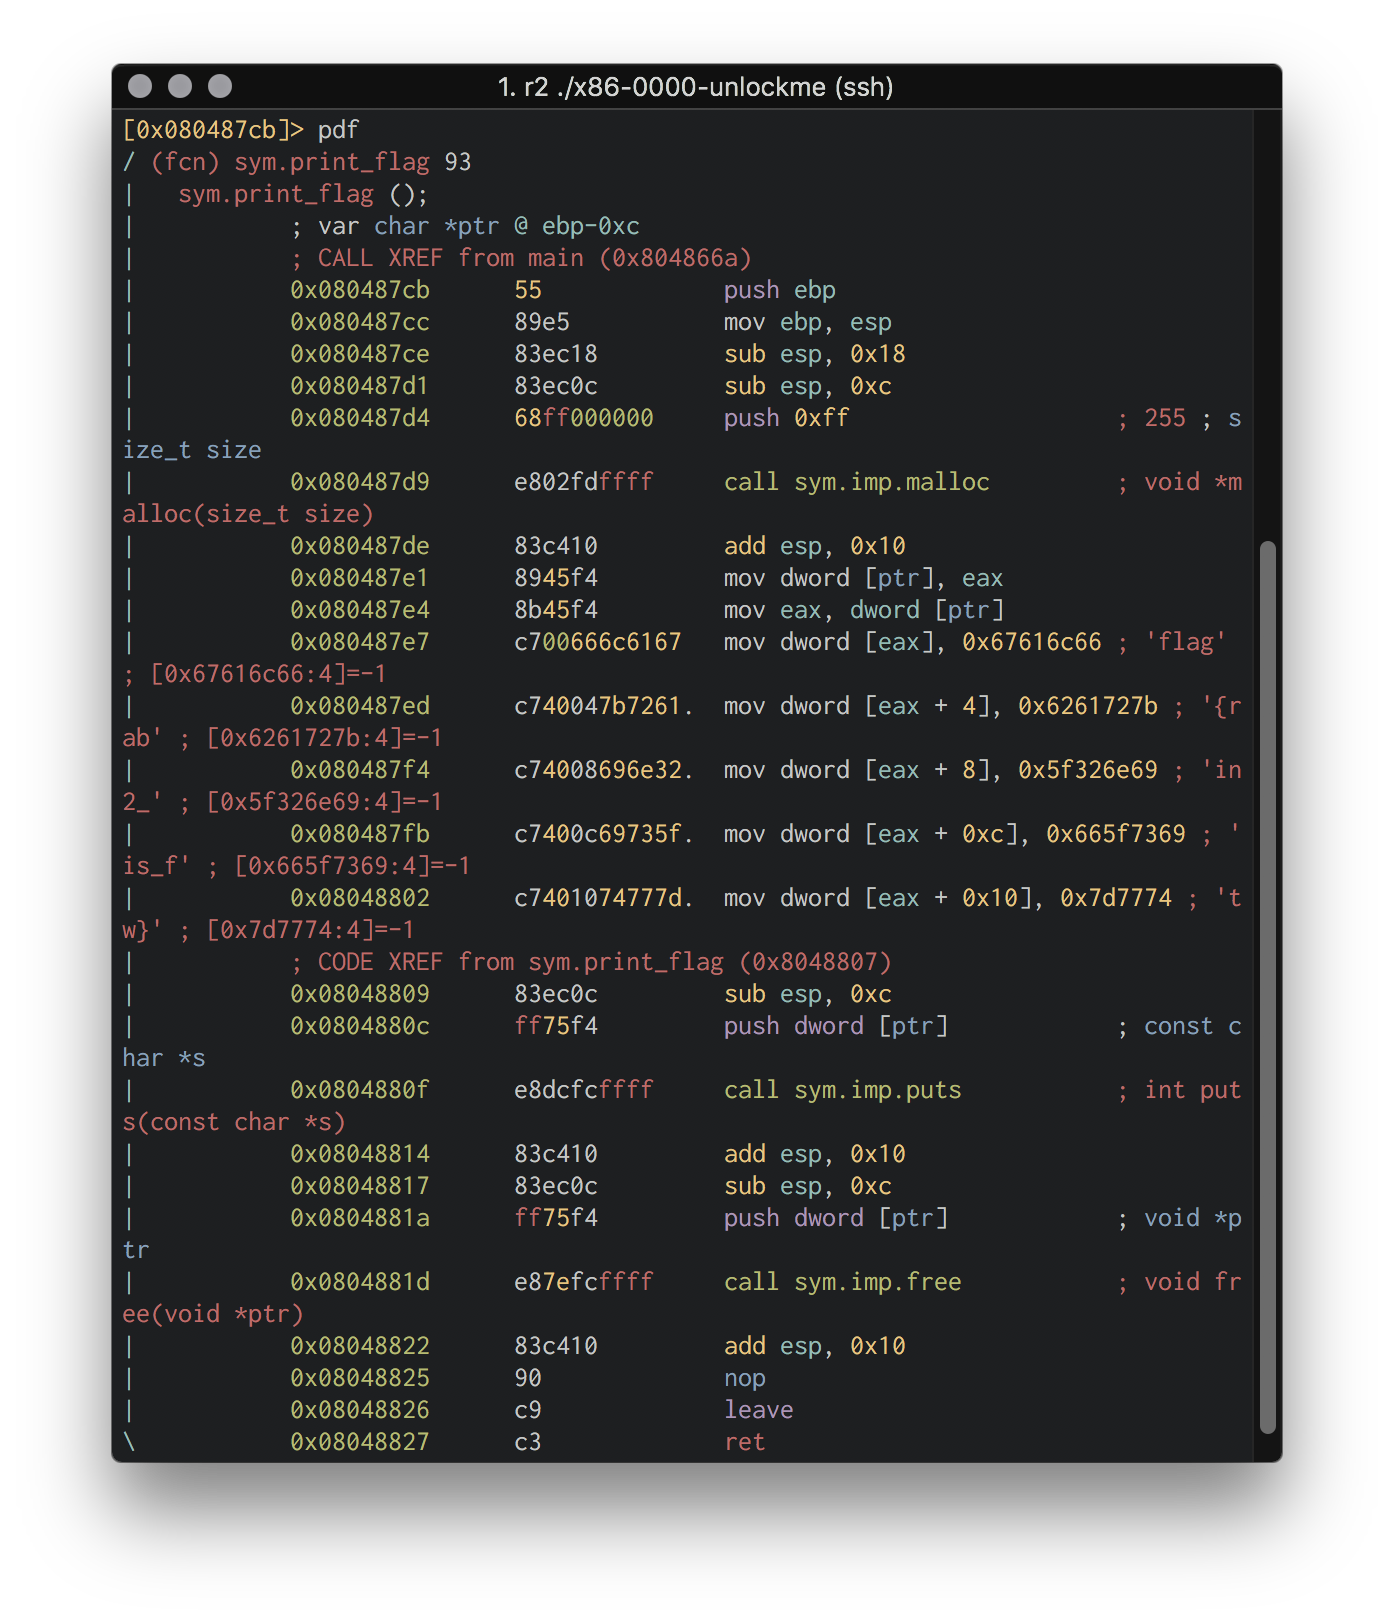 1. r2 ./x86-0000-unlockme (ssh)
[0x080487cb]> pdf
/ (fcn) sym.print_flag 93
|   sym.print_flag ();
|           ; var char *ptr @ ebp-0xc
|           ; CALL XREF from main (0x804866a)
|           0x080487cb      55             push ebp
|           0x080487cc      89e5           mov ebp, esp
|           0x080487ce      83ec18         sub esp, 0x18
|           0x080487d1      83ec0c         sub esp, 0xc
|           0x080487d4      68ff000000     push 0xff                   ; 255 ; s
ize_t size
|           0x080487d9      e802fdffff     call sym.imp.malloc         ; void *m
alloc(size_t size)
|           0x080487de      83c410         add esp, 0x10
|           0x080487e1      8945f4         mov dword [ptr], eax
|           0x080487e4      8b45f4         mov eax, dword [ptr]
|           0x080487e7      c700666c6167   mov dword [eax], 0x67616c66 ; 'flag'
; [0x67616c66:4]=-1
|           0x080487ed      c740047b7261.  mov dword [eax + 4], 0x6261727b ; '{r
ab' ; [0x6261727b:4]=-1
|           0x080487f4      c74008696e32.  mov dword [eax + 8], 0x5f326e69 ; 'in
2_' ; [0x5f326e69:4]=-1
|           0x080487fb      c7400c69735f.  mov dword [eax + 0xc], 0x665f7369 ; '
is_f' ; [0x665f7369:4]=-1
|           0x08048802      c7401074777d.  mov dword [eax + 0x10], 0x7d7774 ; 't
w}' ; [0x7d7774:4]=-1
|           ; CODE XREF from sym.print_flag (0x8048807)
|           0x08048809      83ec0c         sub esp, 0xc
|           0x0804880c      ff75f4         push dword [ptr]            ; const c
har *s
|           0x0804880f      e8dcfcffff     call sym.imp.puts           ; int put
s(const char *s)
|           0x08048814      83c410         add esp, 0x10
|           0x08048817      83ec0c         sub esp, 0xc
|           0x0804881a      ff75f4         push dword [ptr]            ; void *p
tr
|           0x0804881d      e87efcffff     call sym.imp.free           ; void fr
ee(void *ptr)
|           0x08048822      83c410         add esp, 0x10
|           0x08048825      90             nop
|           0x08048826      c9             leave
\           0x08048827      c3             ret